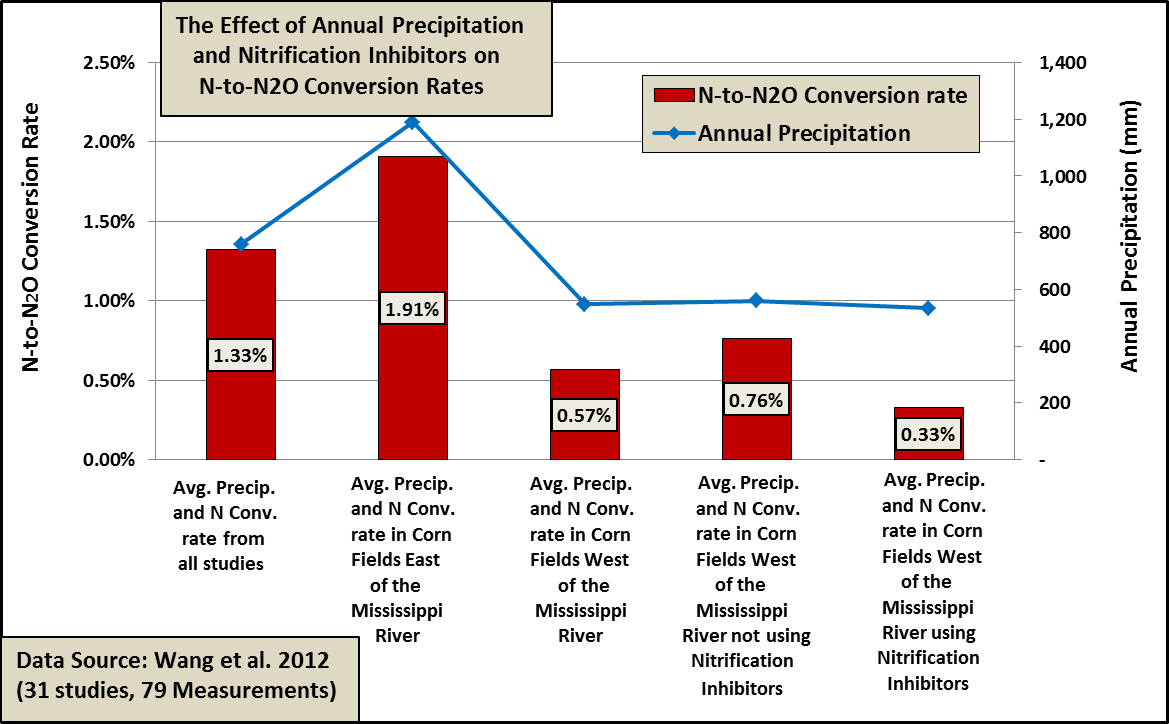 The Effect of Annual Precipitation
and Nitrification Inhibitors on
N-to-N2O Conversion Rates
N-to-N2O Conversion rate
Annual Precipitation
N-to-N2O Conversion Rate
2.50%
2.00%
1.50%
1.00%
0.50%
0.00%
1.33%
1.91%
0.57%
0.76%
0.33%
1,400
1,200
1,000
800
600
400
200
-
Annual Precipitation (mm)
Avg. Precip.
and N Conv.
rate from
all studies
Avg. Precip.
and N Conv.
rate in Corn
Fields East
of the
Mississippi
River
Avg. Precip.
and N Conv.
rate in Corn
Fields West
of the
Mississippi
River
Avg. Precip.
and N Conv.
rate in Corn
Fields West
of the
Mississippi
River not using
Nitrification
Inhibitors
Avg. Precip.
and N Conv.
rate in Corn
Fields West
of the
Mississippi
River using
Nitrification
Inhibitors
Data Source: Wang et al. 2012
(31 studies, 79 Measurements)